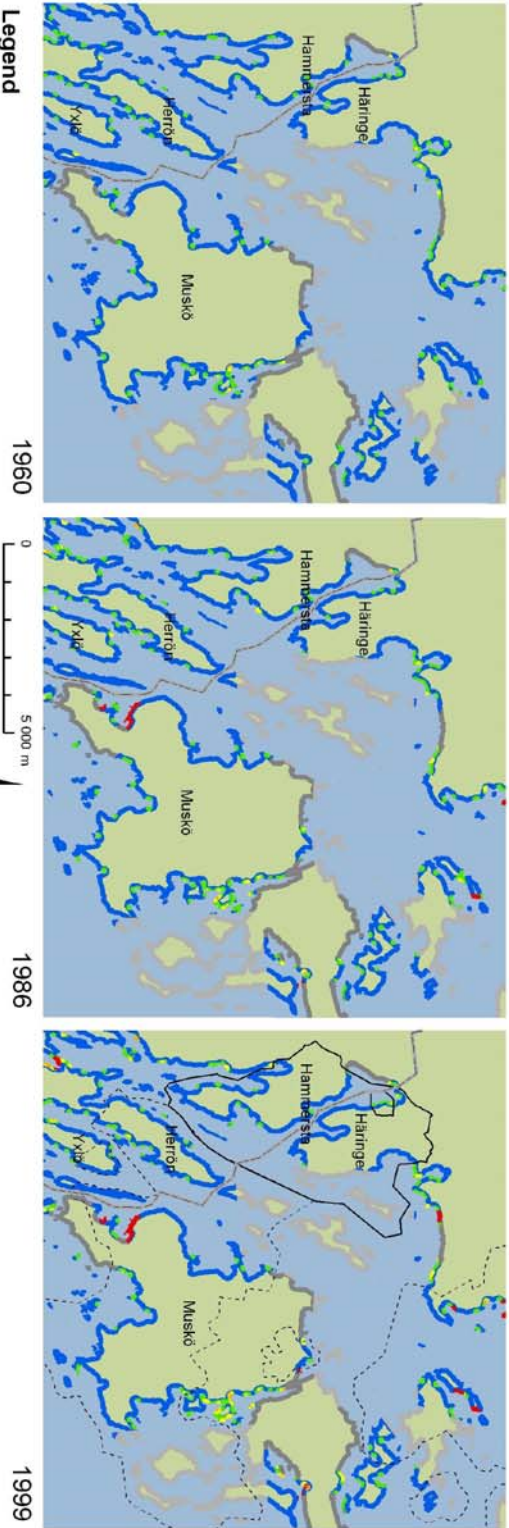 Hammersta
Häringe
Herrön
Yxlö
Muskö
1960
Hammersta
Häringe
Herrön
Yxlö
Muskö
1986
Hammersta
Häringe
Herrön
Yxlö
Muskö
1999
Legend
0
5 000 m